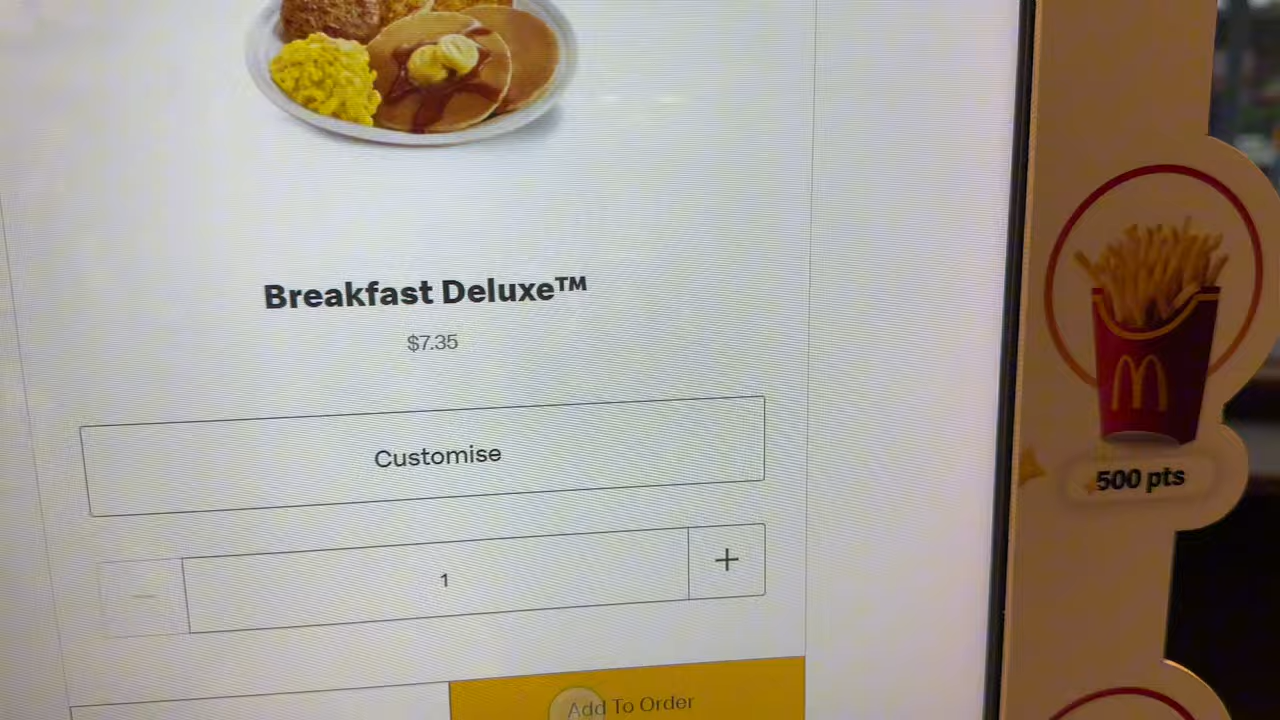 Breakfast Deluxe™
$7.35
Customise
1
Add To Order
500 pts